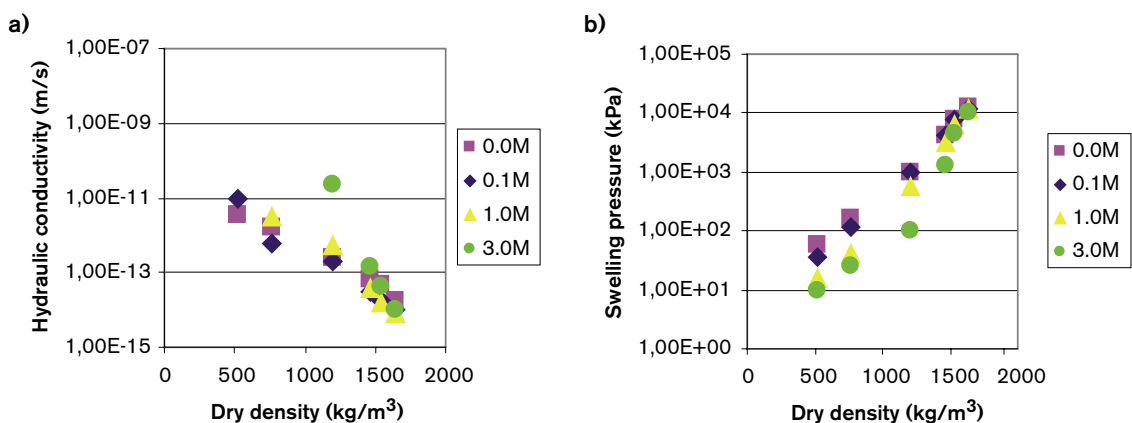 a)
Hydraulic conductivity (m/s)
1,00E-07
1,00E-09
1,00E-11
1,00E-13
1,00E-15
0 500 1000 1500 2000
Dry density (kg/m³)
0.0M
0.1M
1.0M
3.0M
b)
Swelling pressure (kPa)
1,00E+05
1,00E+04
1,00E+03
1,00E+02
1,00E+01
1,00E+00
0 500 1000 1500 2000
Dry density (kg/m³)
0.0M
0.1M
1.0M
3.0M